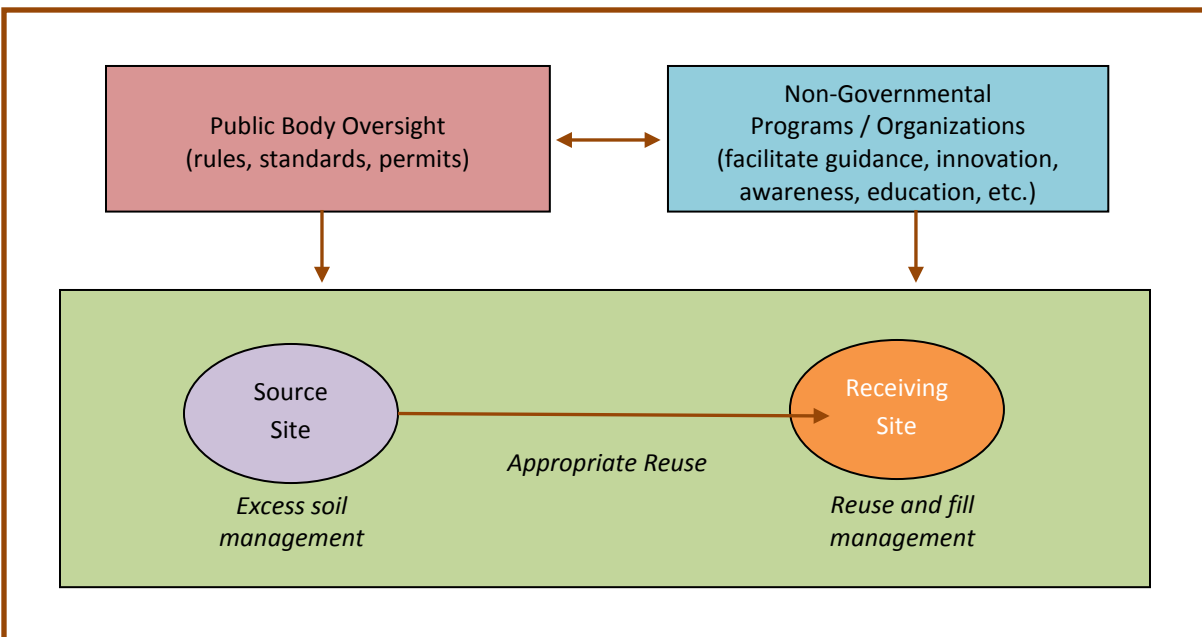 Public Body Oversight
(rules, standards, permits)
Non-Governmental
Programs / Organizations
(facilitate guidance, innovation,
awareness, education, etc.)
Source
Site
Receiving
Site
Appropriate Reuse
Excess soil
management
Reuse and fill
management